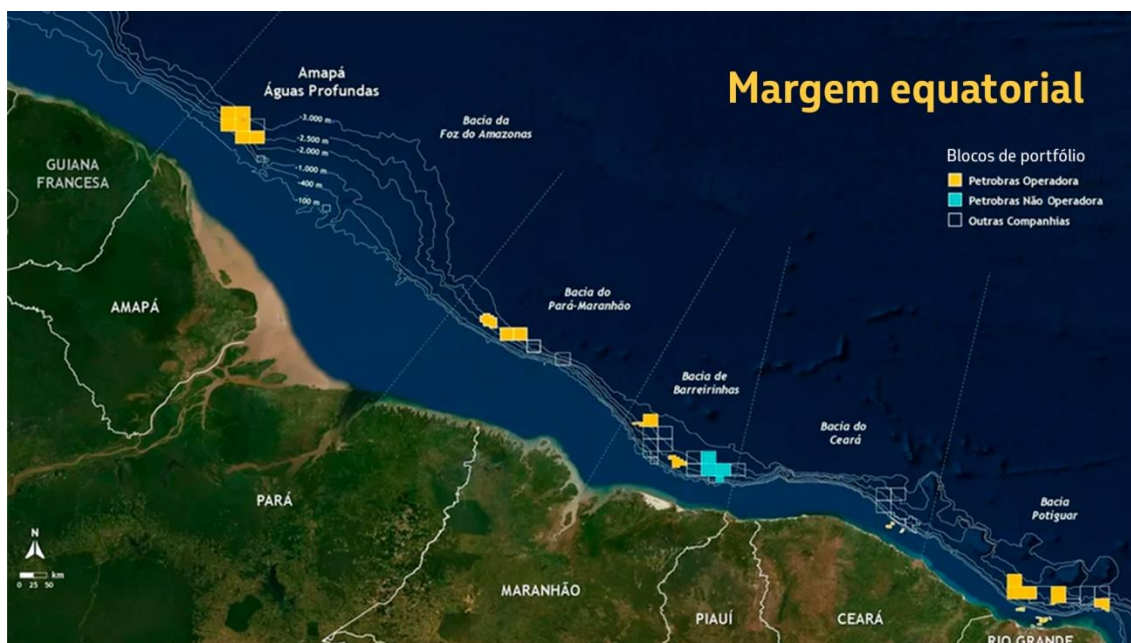 Margem equatorial
Blocos de portfólio
Petrobras Operadora
Petrobras Não Operadora
Outras Companhias
Amapá
Águas Profundas
-3.000 m
-2.500 m
-2.000 m
-1.000 m
-400 m
-100 m
Bacia da
Foz do Amazonas
GUIANA
FRANCESA
AMAPÁ
Bacia do
Pará-Maranhão
Bacia de
Barreirinhas
Bacia do
Ceará
Bacia
Potiguar
PARÁ
MARANHÃO
PIAUÍ
CEARÁ
RIO GRANDE
N
km
0 25 50